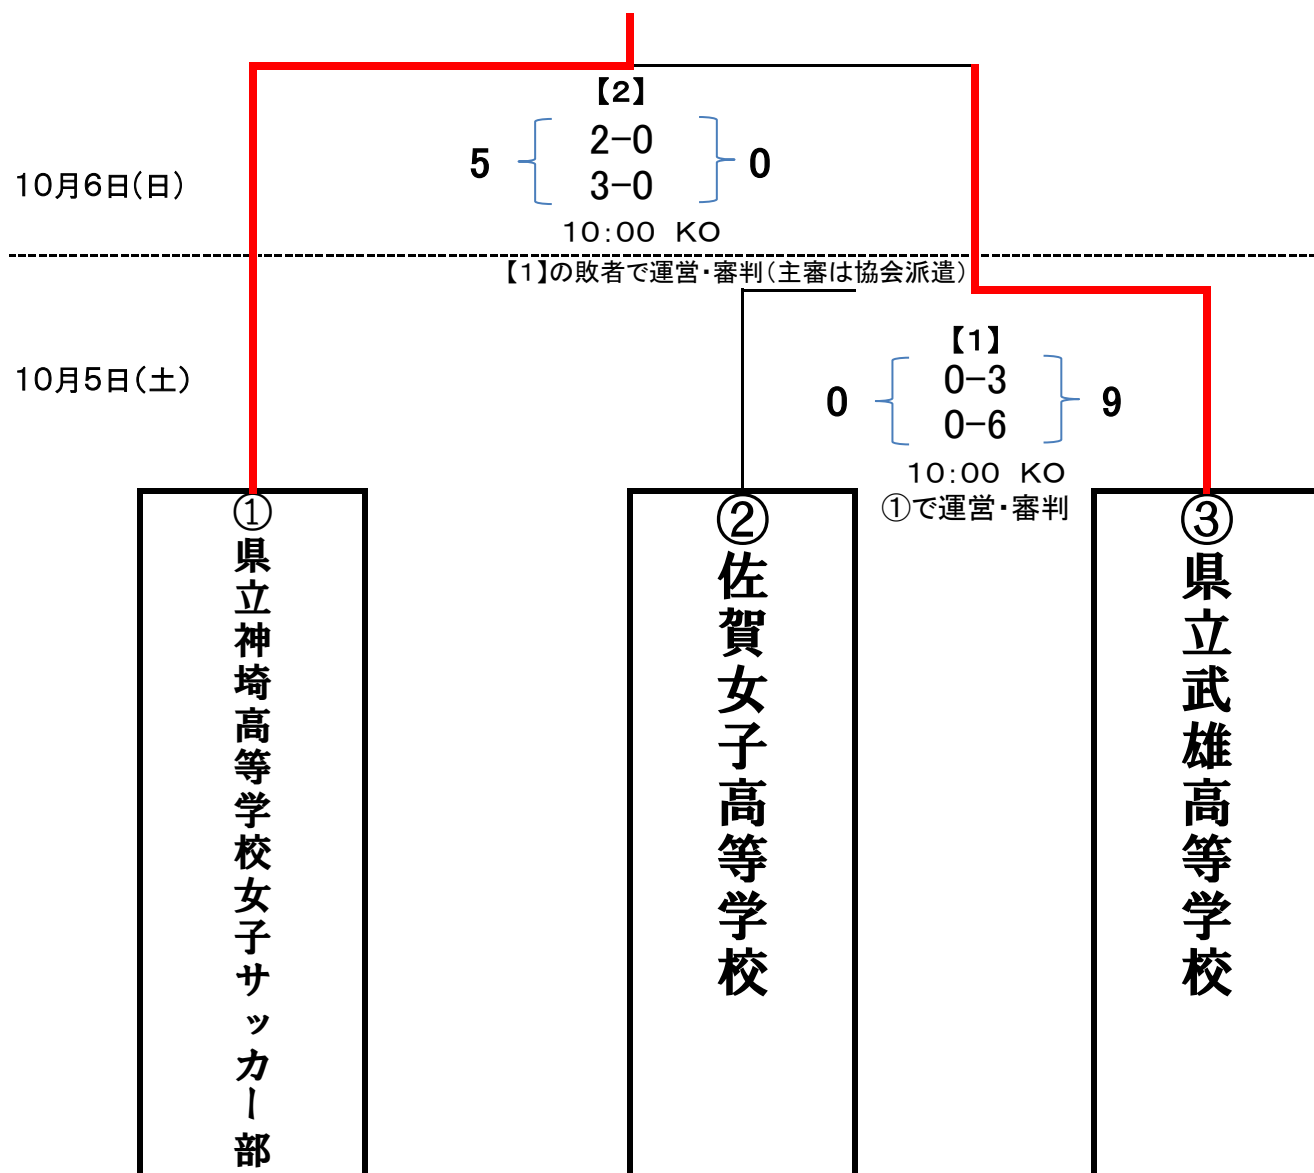 【2】
2-0
5
0
3-0
10月6日(日)
10:00 KO
【1】の敗者で運営・審判(主審は協会派遣)
【1】
10月5日(土)
0-3
0
9
0-6
10:00 KO
①で運営・審判
①県立神埼高等学校女子サッカー部
②佐賀女子高等学校
③県立武雄高等学校